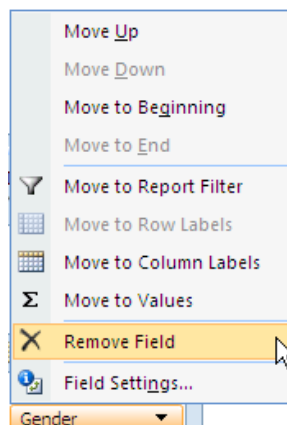 Move Up
Move Down
Move to Beginning
Move to End
Move to Report Filter
Move to Row Labels
Move to Column Labels
Σ Move to Values
Remove Field
Field Settings...
Gender